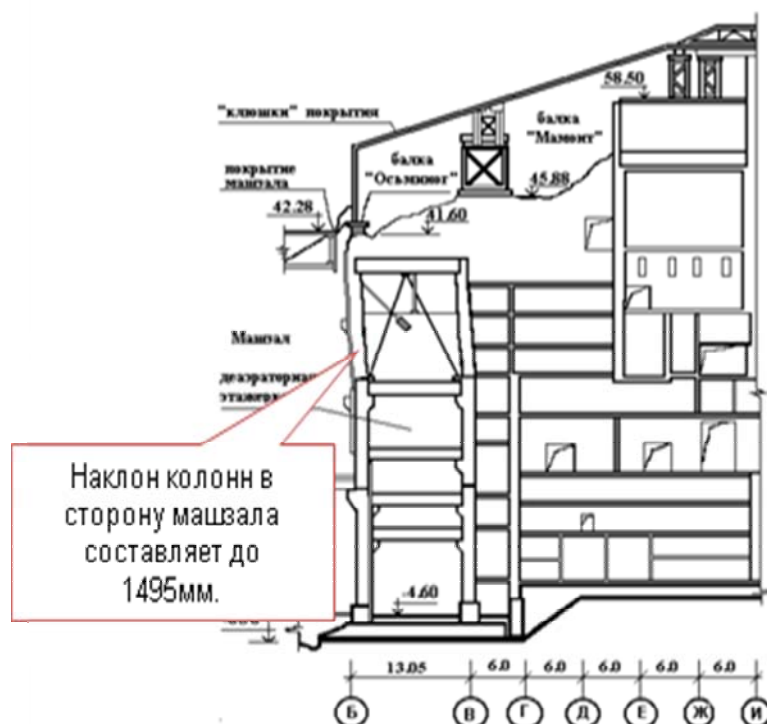 58.50
"клюшки" покрытия
балка
"Мамонт"
покрытие
машзала
балка
"Осьминог"
45.88
42.28
41.60
Машзал
деаэраторная
этажерка
Наклон колонн в
сторону машзала
составляет до
1495мм.
-4.60
13.05 6.0 6.0 6.0 6.0 6.0
Б В Г Д Е Ж И